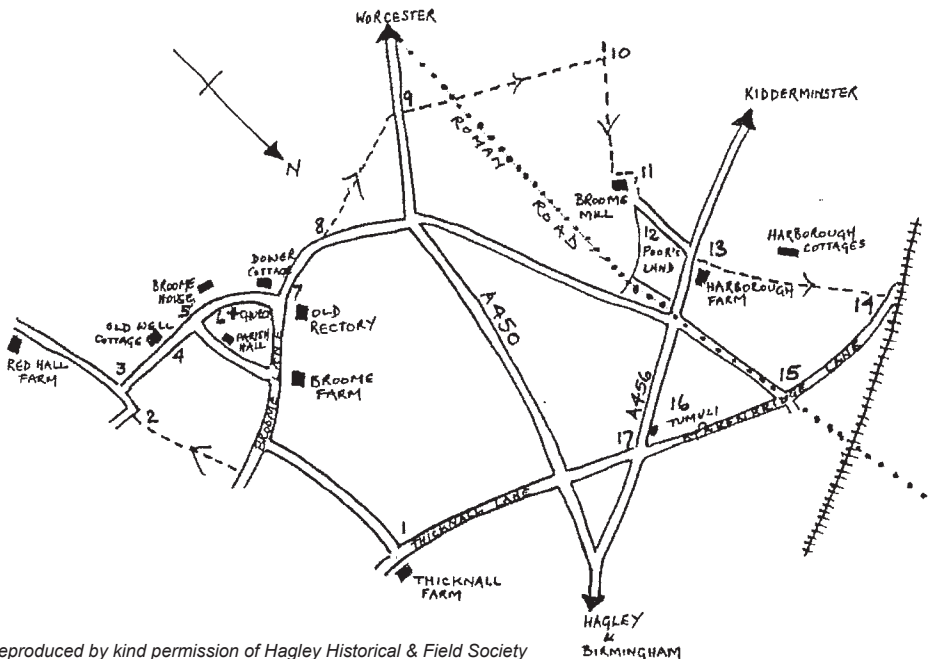 WORCESTER
10
9
KIDDERMINSTER
N
ROMAN
ROAD
11
BROOME
MILL
8
12
POOR'S
LAND
13
HARBOROUGH
COTTAGES
DOWER
COTTAGE
7
BROOME
HOUSE
5
6
CHURCH
OLD
RECTORY
HARBOROUGH
FARM
14
OLD WELL
COTTAGE
PARISH
HALL
4
A450
RED HALL
FARM
3
BROOME
FARM
BROOME LANE
2
A456
15
16
TUMULI
17
LANE
1
THICKNALL LANE
THICKNALL
FARM
HAGLEY
&
BIRMINGHAM
eproduced by kind permission of Hagley Historical & Field Society